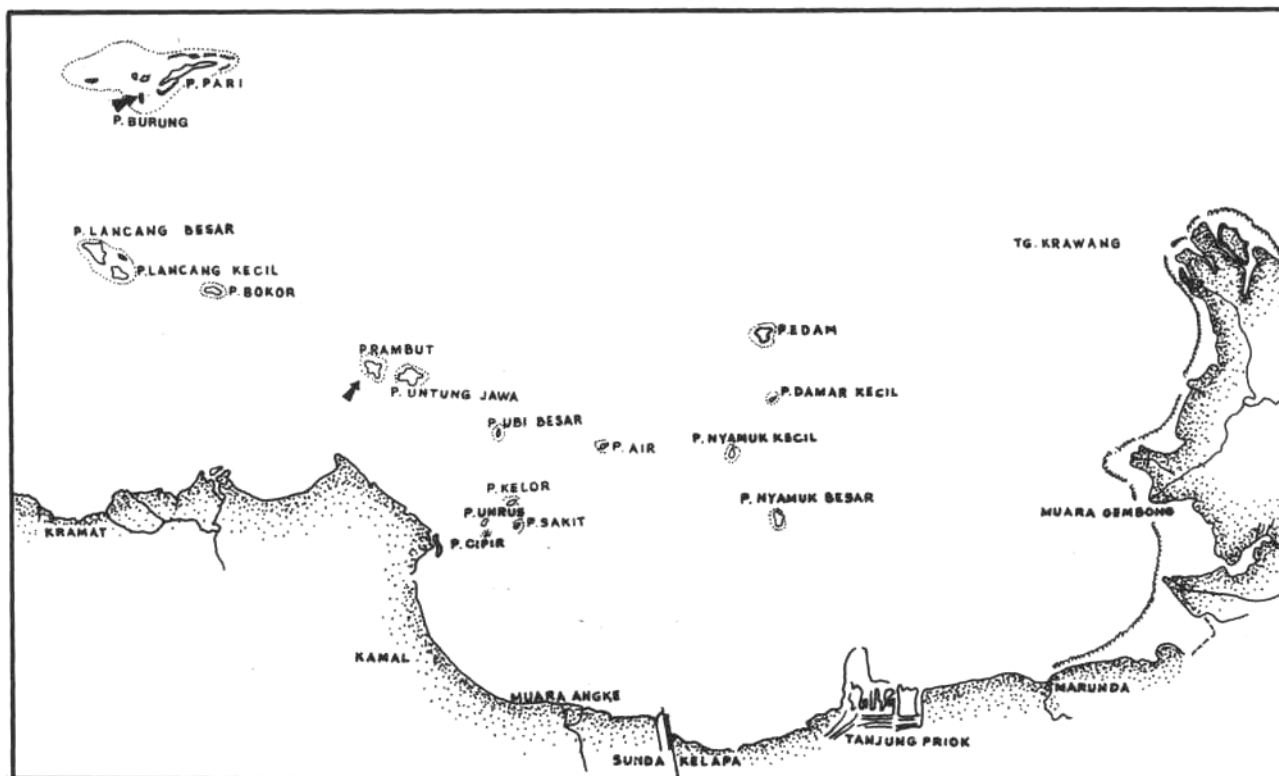 P. PARI
P. BURUNG
P. LANCANG BESAR
TG. KRAWANG
P. LANCANG KECIL
P. BOKOR
P. EDAM
P. RAMBUT
P. UNTUNG JAWA
P. DAMAR KECIL
P. UBI BESAR
P. AIR
P. NYAMUK KECIL
P. KELOR
P. NYAMUK BESAR
P. UNRUS
P. SAKIT
MUARA GEMBONG
KRAMAT
P. CIPIR
KAMAL
MUARA ANGKE
MARUNDA
TANJUNG PRIOK
SUNDA KELAPA